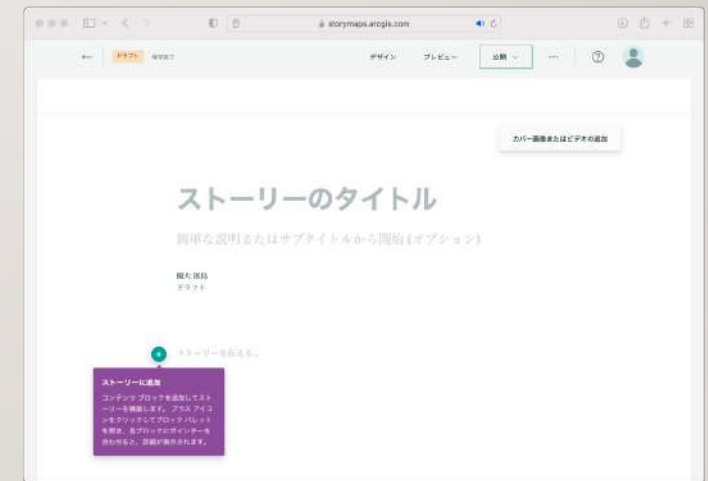 storymaps.arcgis.com
ドラフト
デザイン
プレビュー
公開
カバー画像またはビデオの追加
ストーリーのタイトル
簡単な説明またはサブタイトルから開始 (オプション)
ドラフト
ストーリーを伝える...
ストーリーに追加
コンテンツ ブロックを追加してスト
ーリーを構築します。 プラス アイコ
ンをクリックしてブロック パレット
を開き、各ブロックにポインターを
合わせると、詳細が表示されます。